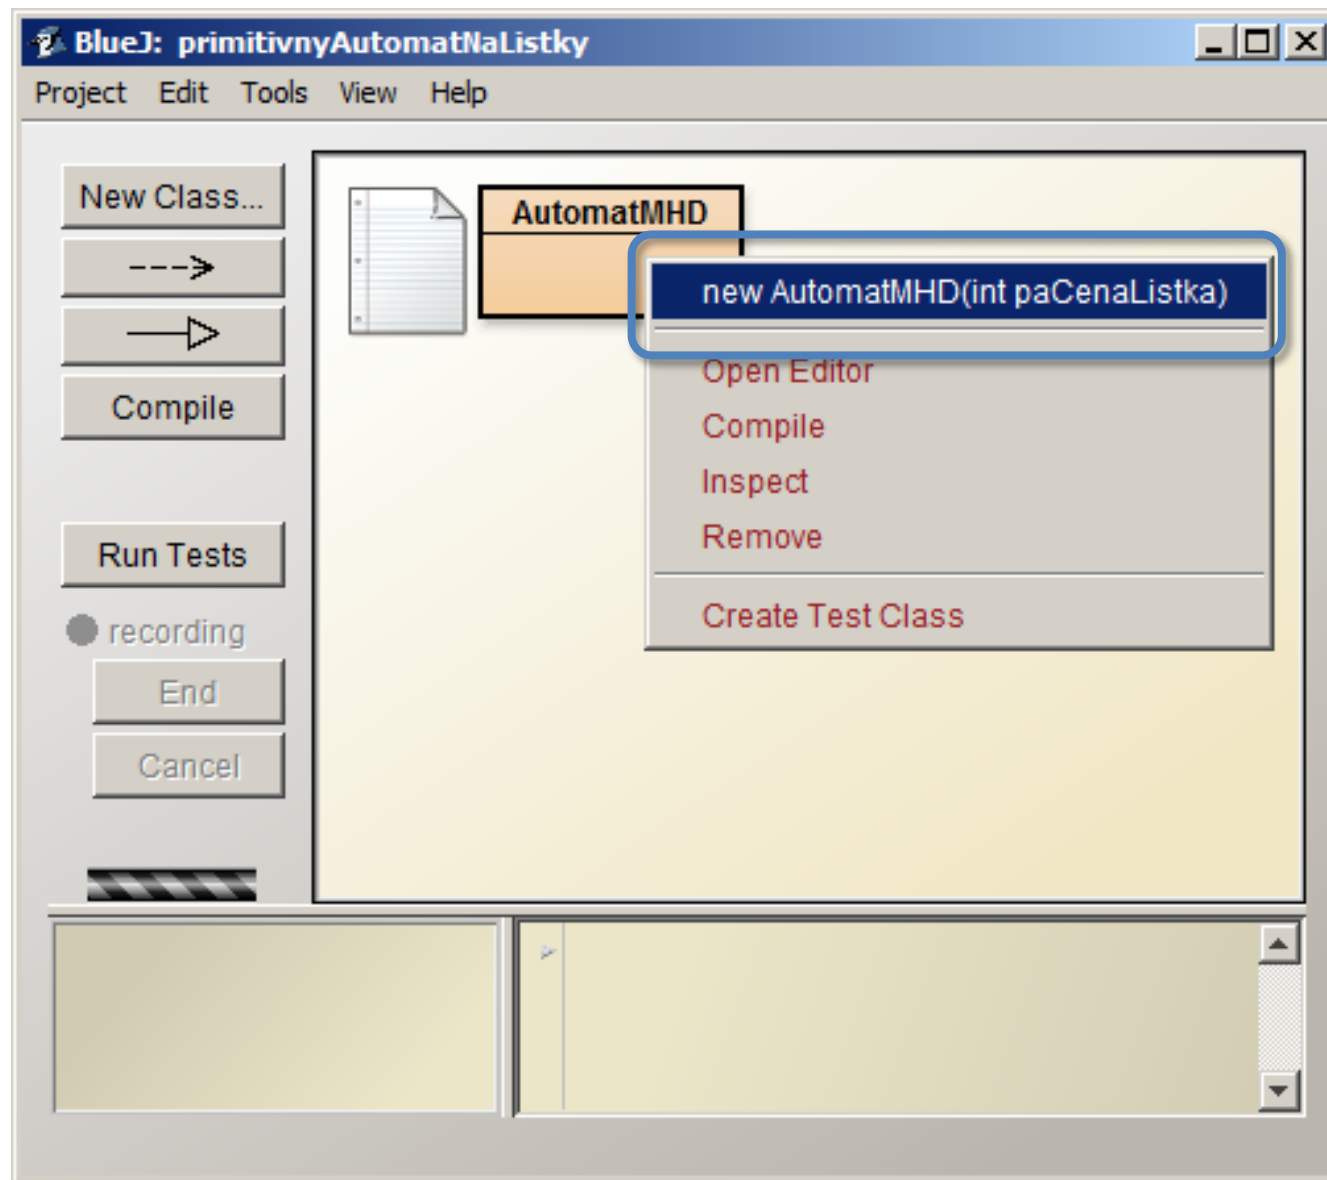 BlueJ: primitivnyAutomatNaListky
Project Edit Tools View Help
New Class...
Compile
Run Tests
recording
End
Cancel
AutomatMHD
new AutomatMHD(int paCenaListka)
Open Editor
Compile
Inspect
Remove
Create Test Class